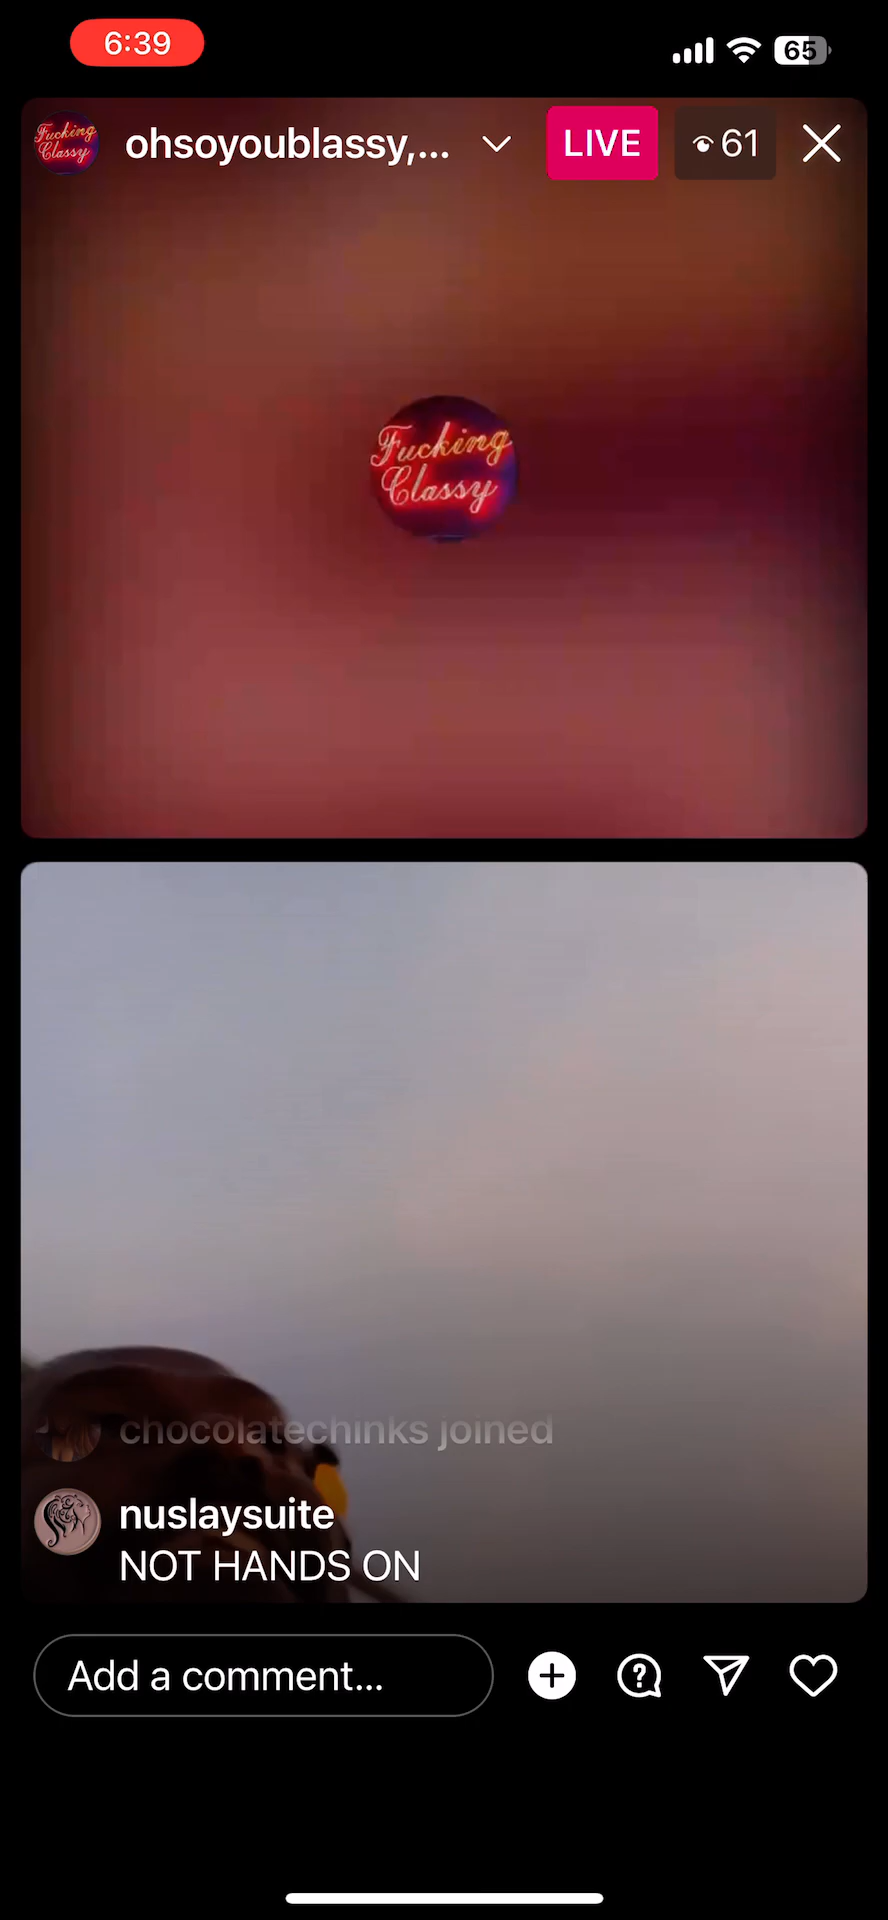 6:39
65
Fucking
Classy
ohsoyoublassy,...
LIVE
61
Fucking
Classy
chocolatechinks joined
nuslaysuite
NOT HANDS ON
Add a comment...